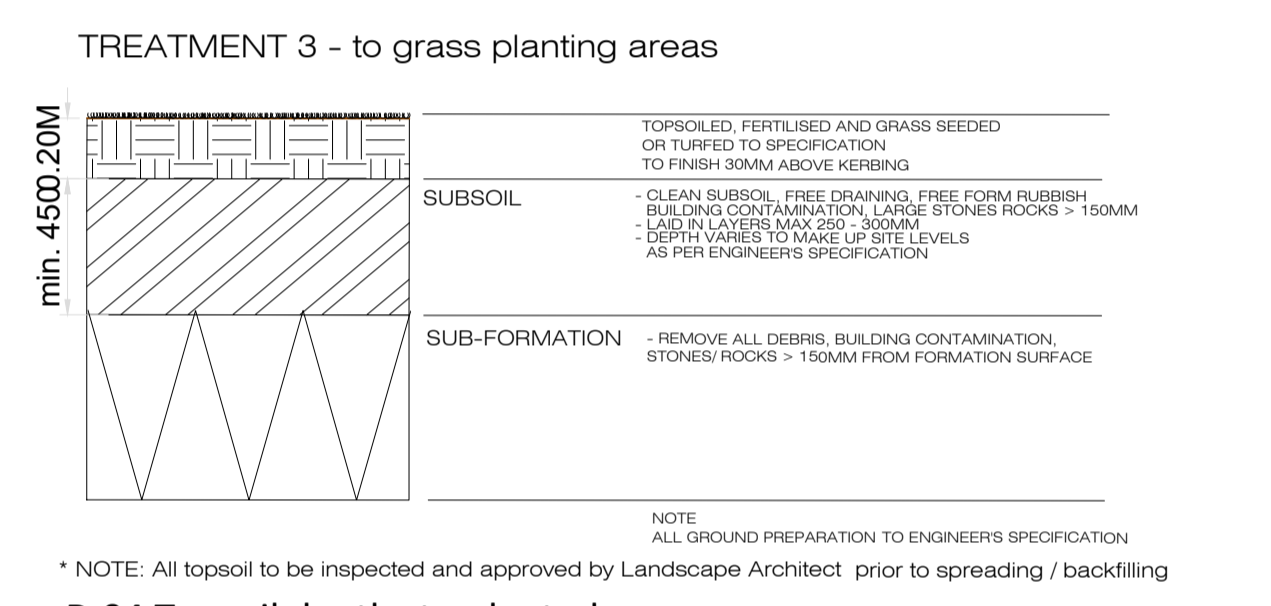 TREATMENT 3 - to grass planting areas
0.20M
min. 450
TOPSOILED, FERTILISED AND GRASS SEEDED
OR TURFED TO SPECIFICATION
TO FINISH 30MM ABOVE KERBING
SUBSOIL
- CLEAN SUBSOIL, FREE DRAINING, FREE FORM RUBBISH
BUILDING CONTAMINATION, LARGE STONES ROCKS > 150MM
- LAID IN LAYERS MAX 250 - 300MM
- DEPTH VARIES TO MAKE UP SITE LEVELS
AS PER ENGINEER'S SPECIFICATION
SUB-FORMATION
- REMOVE ALL DEBRIS, BUILDING CONTAMINATION,
STONES/ ROCKS > 150MM FROM FORMATION SURFACE
NOTE
ALL GROUND PREPARATION TO ENGINEER'S SPECIFICATION
* NOTE: All topsoil to be inspected and approved by Landscape Architect prior to spreading / backfilling